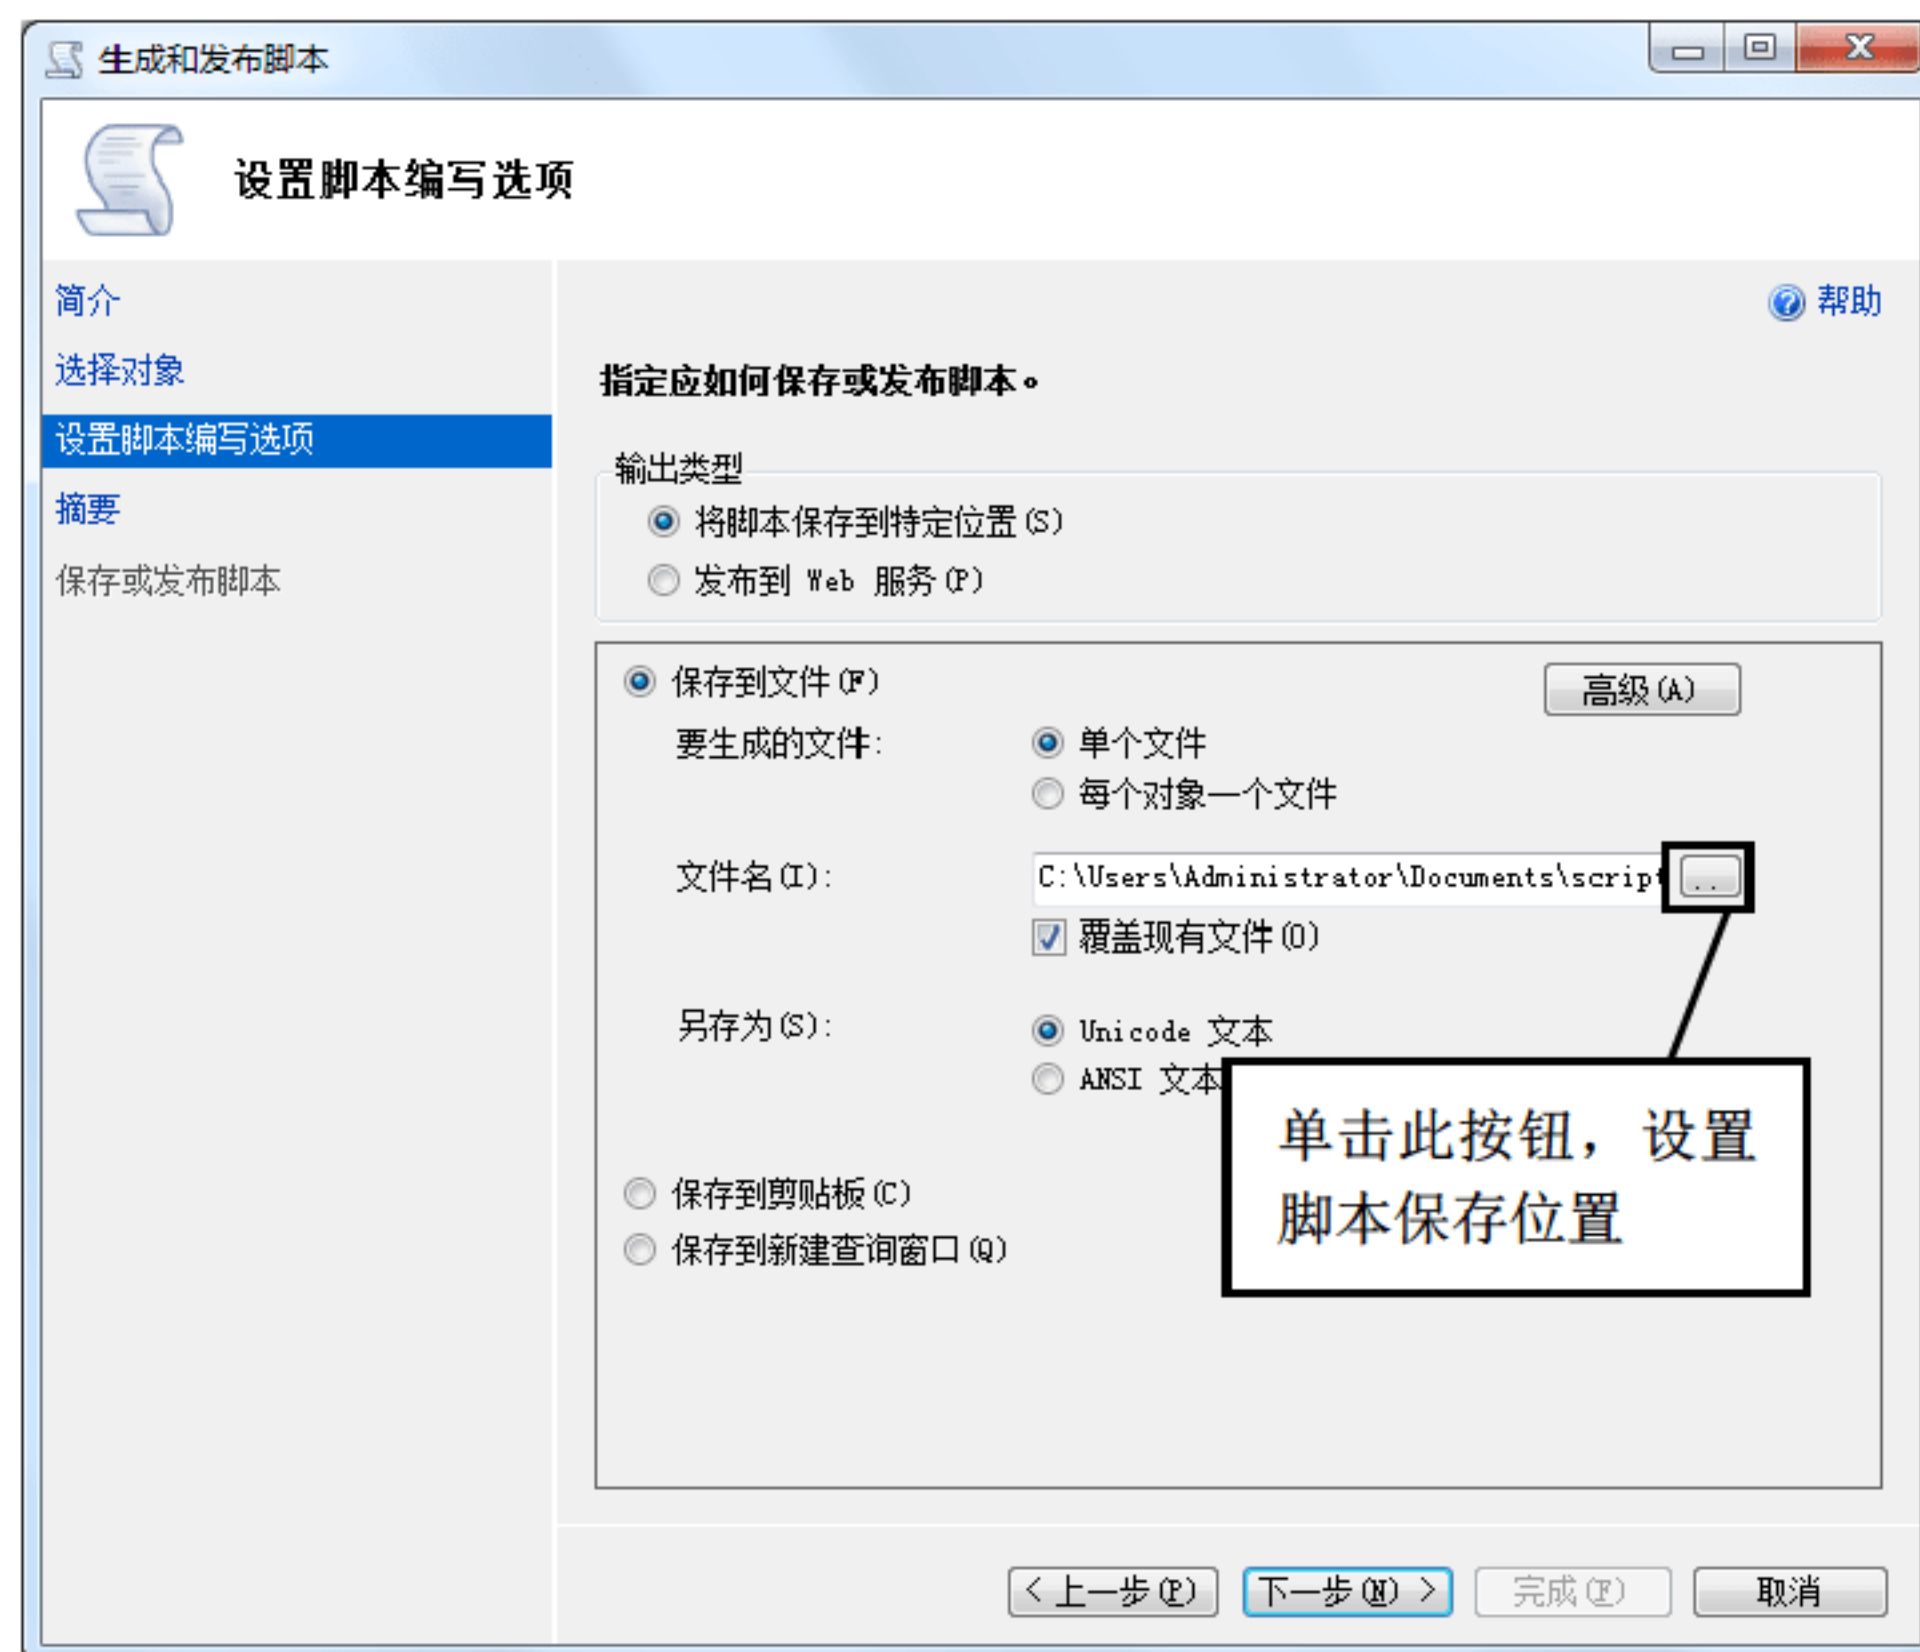 生成和发布脚本
设置脚本编写选项
简介
选择对象
设置脚本编写选项
摘要
保存或发布脚本
帮助
指定应如何保存或发布脚本。
输出类型
将脚本保存到特定位置(S)
发布到 Web 服务(P)
保存到文件(F)
高级(A)
要生成的文件:
单个文件
每个对象一个文件
文件名(I):
C:\Users\Administrator\Documents\script
..
覆盖现有文件(O)
另存为(S):
Unicode 文本
ANSI 文本
单击此按钮，设置
脚本保存位置
保存到剪贴板(C)
保存到新建查询窗口(Q)
< 上一步(P)
下一步(N) >
完成(F)
取消